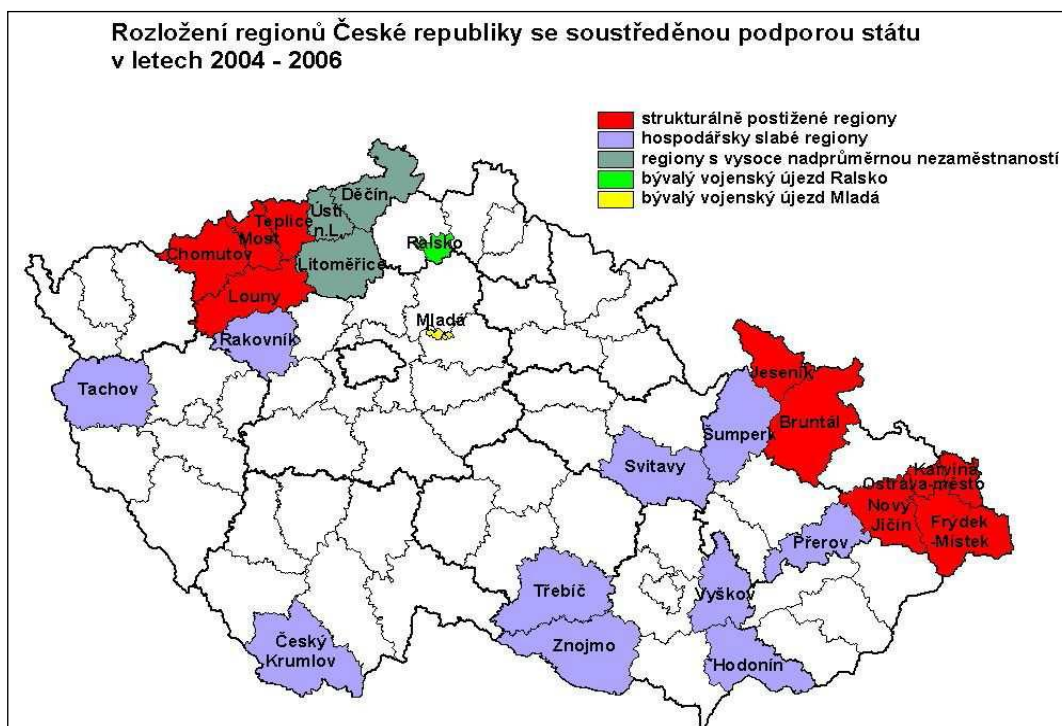 Rozložení regionů České republiky se soustředěnou podporou státu
v letech 2004 - 2006
strukturálně postižené regiony
hospodářsky slabé regiony
regiony s vysoce nadprůměrnou nezaměstnaností
bývalý vojenský újezd Ralsko
bývalý vojenský újezd Mladá
Děčín
Ústí
n.L.
Teplice
Most
Chomutov
Litoměřice
Ralsko
Louny
Mladá
Rakovník
Tachov
Jeseník
Bruntál
Šumperk
Svitavy
Karviná
Ostrava-město
Nový
Jičín
Frýdek
-Místek
Přerov
Třebíč
Vyškov
Znojmo
Český
Krumlov
Hodonín